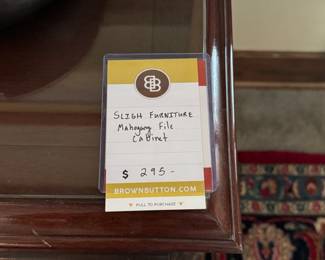 BB
SLIGH FURNITURE
Mahogany File
Cabinet
$ 295-
BROWNBUTTON.COM
PULL TO PURCHASE